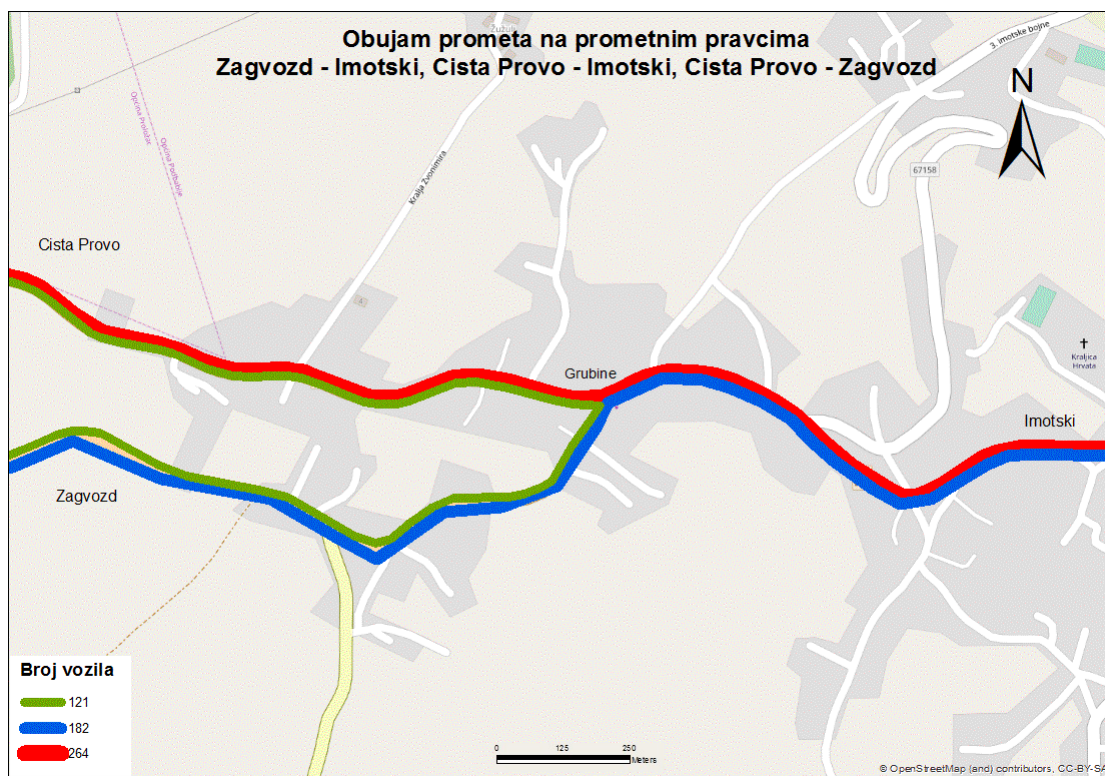 Obujam prometa na prometnim pravcima
Zagvozd - Imotski, Cista Provo - Imotski, Cista Provo - Zagvozd
3. imotske bojne
N
Općina Proložac
Općina Podbablje
Kralja Zvonimira
67158
Cista Provo
Kraljica
Hrvata
Grubine
Imotski
Zagvozd
Broj vozila
121
182
264
0 125 250
Meters
© OpenStreetMap (and) contributors, CC-BY-SA